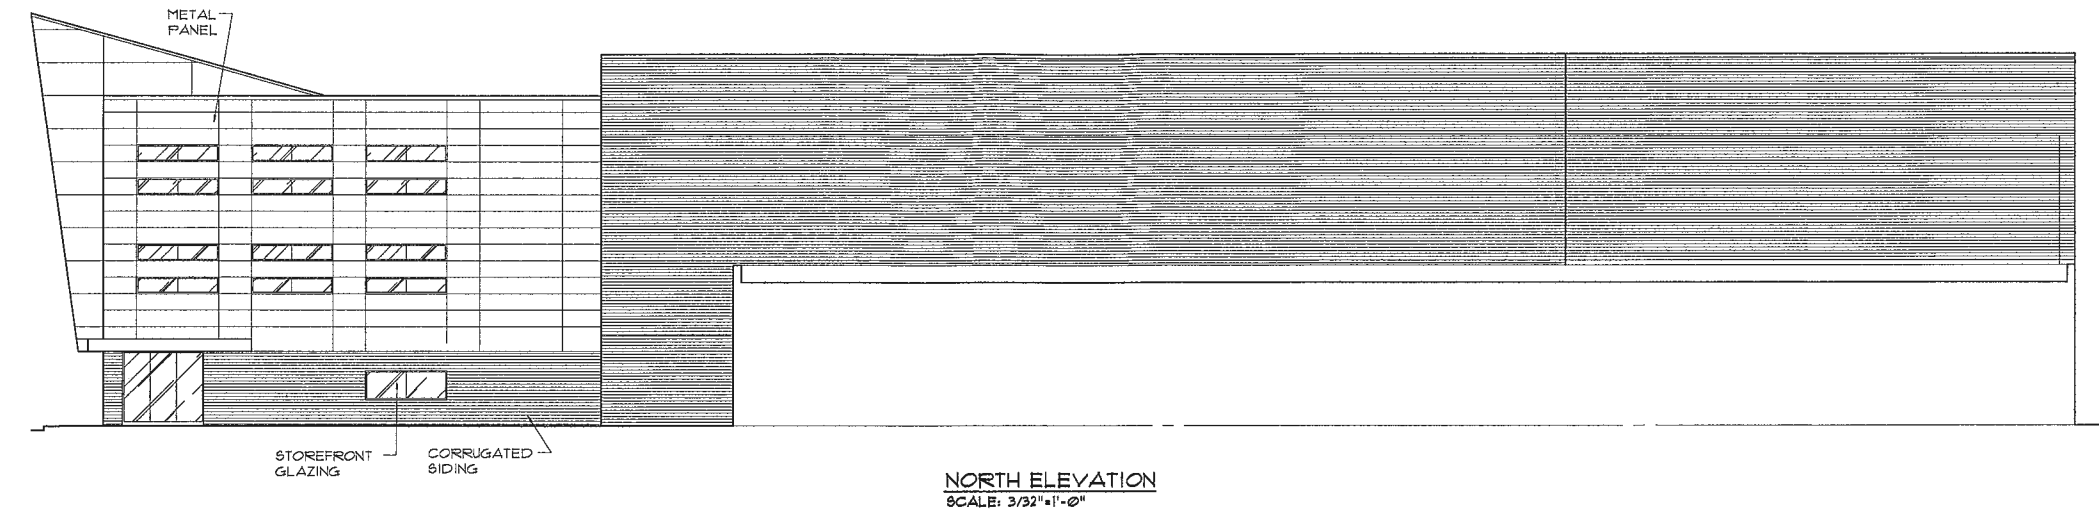 METAL
PANEL
STOREFRONT
GLAZING
CORRUGATED
SIDING
NORTH ELEVATION
SCALE: 3/32"=1'-0"